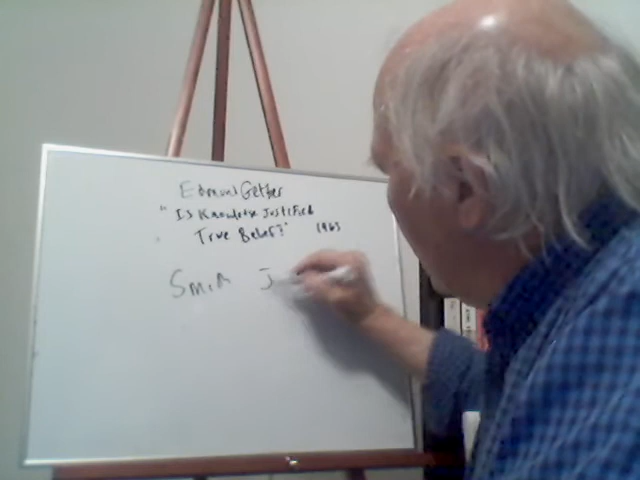 Edmund Gettier
"Is Knowledge Justified
True Belief?" 1963
Smith J